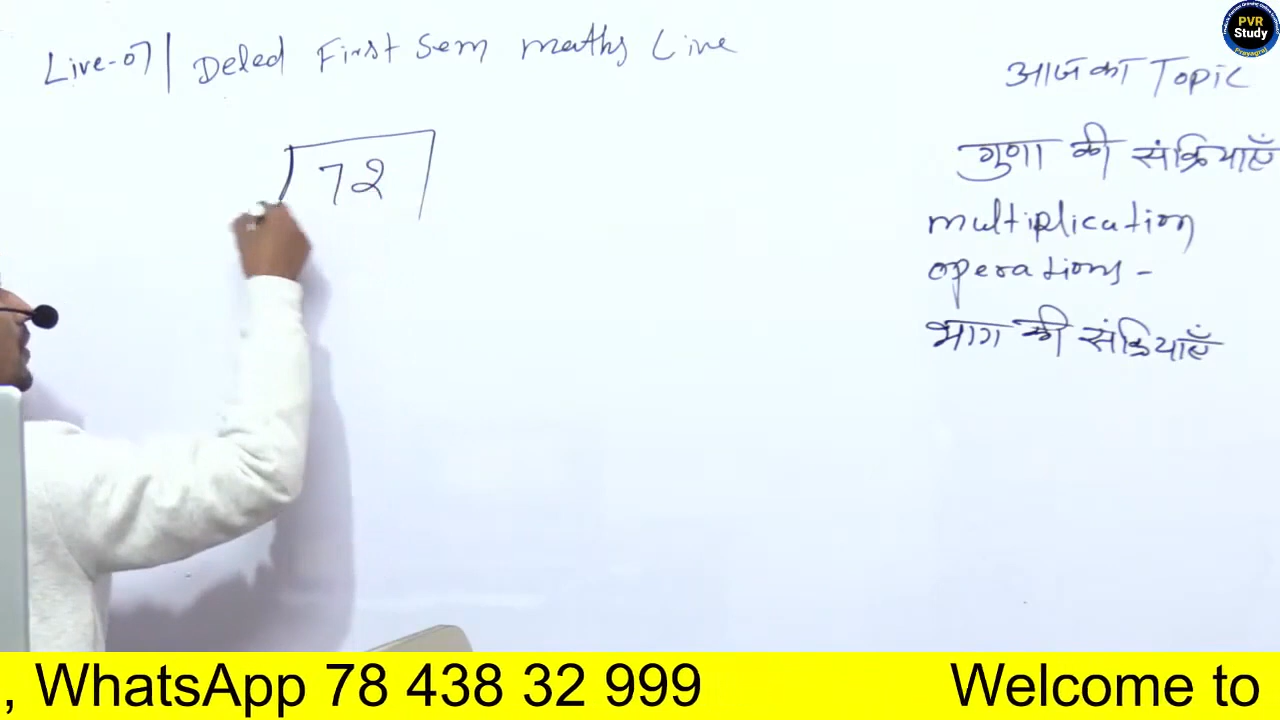 Live-07 | Deled First Sem maths Live
72
आज का Topic
गुणा की संक्रियाएँ
multiplication
operations -
भाग की संक्रियाएँ
PVR
Study
Prayagraj
, WhatsApp 78 438 32 999 Welcome to